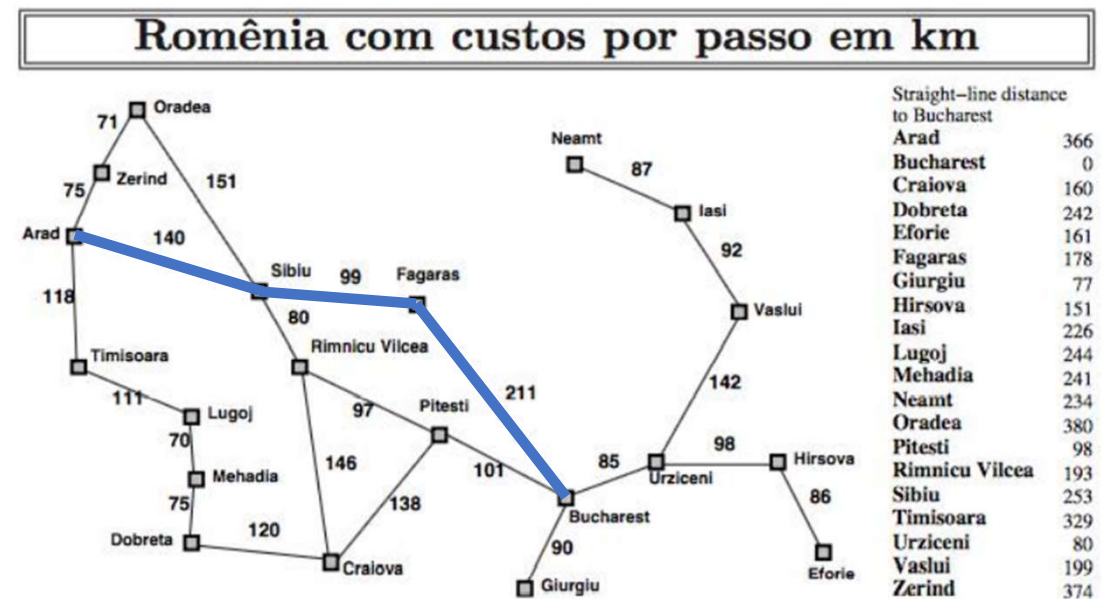 Romênia com custos por passo em km
Oradea
71
Zerind
151
75
Arad
140
118
Sibiu
99
Fagaras
80
Rimnicu Vilcea
Timisoara
111
Lugoj
70
Mehadia
75
Dobreta
120
Craiova
146
97
Pitesti
138
101
211
Bucharest
90
Giurgiu
85
Urziceni
98
Hirsova
86
Eforie
142
Vaslui
92
Iasi
87
Neamt
Straight–line distance
to Bucharest
Arad 366
Bucharest 0
Craiova 160
Dobreta 242
Eforie 161
Fagaras 178
Giurgiu 77
Hirsova 151
Iasi 226
Lugoj 244
Mehadia 241
Neamt 234
Oradea 380
Pitesti 98
Rimnicu Vilcea 193
Sibiu 253
Timisoara 329
Urziceni 80
Vaslui 199
Zerind 374